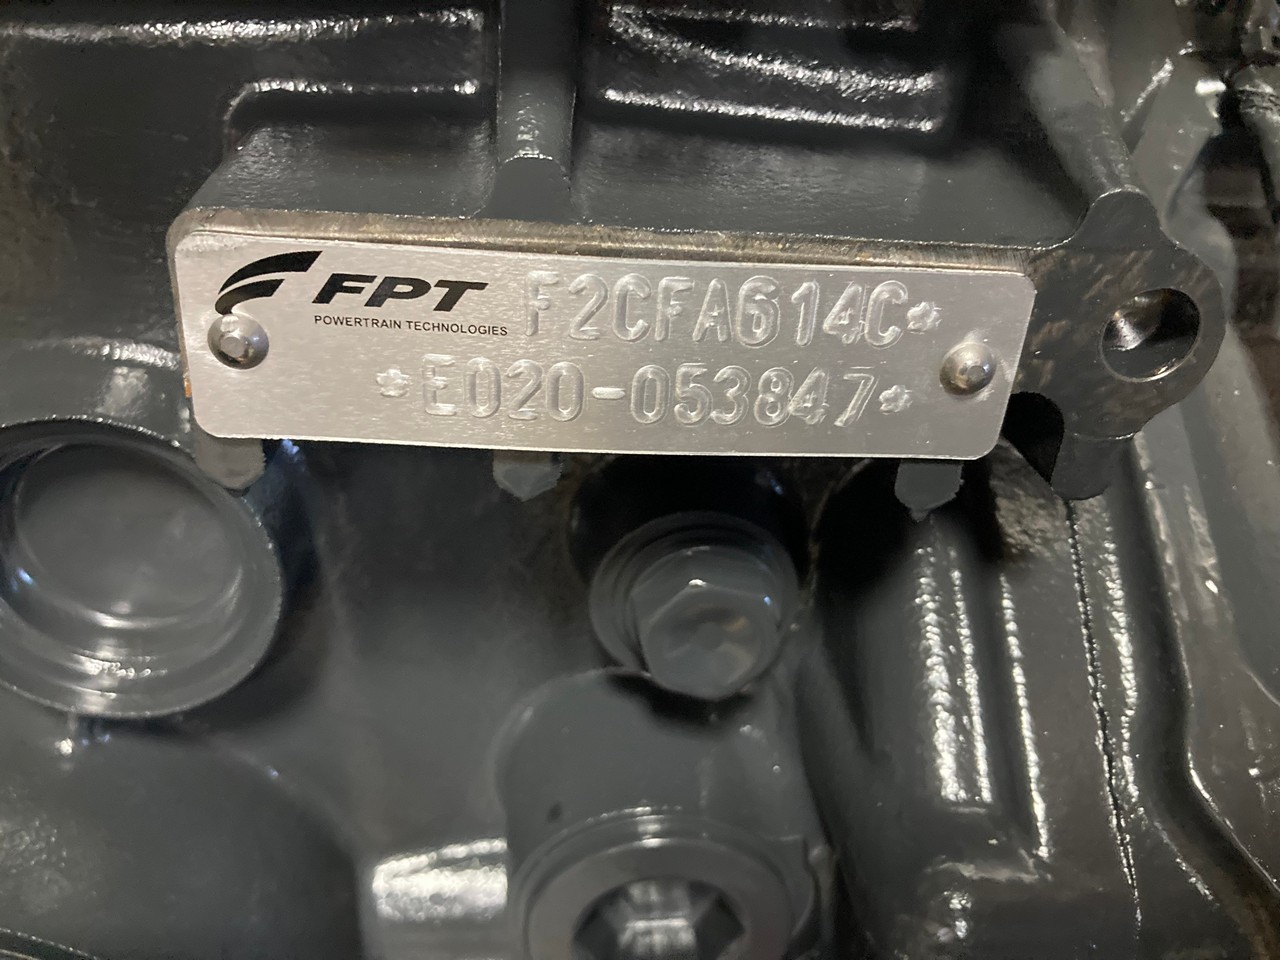 FPT F2CFA614C*
POWERTRAIN TECHNOLOGIES
*E020-053847*